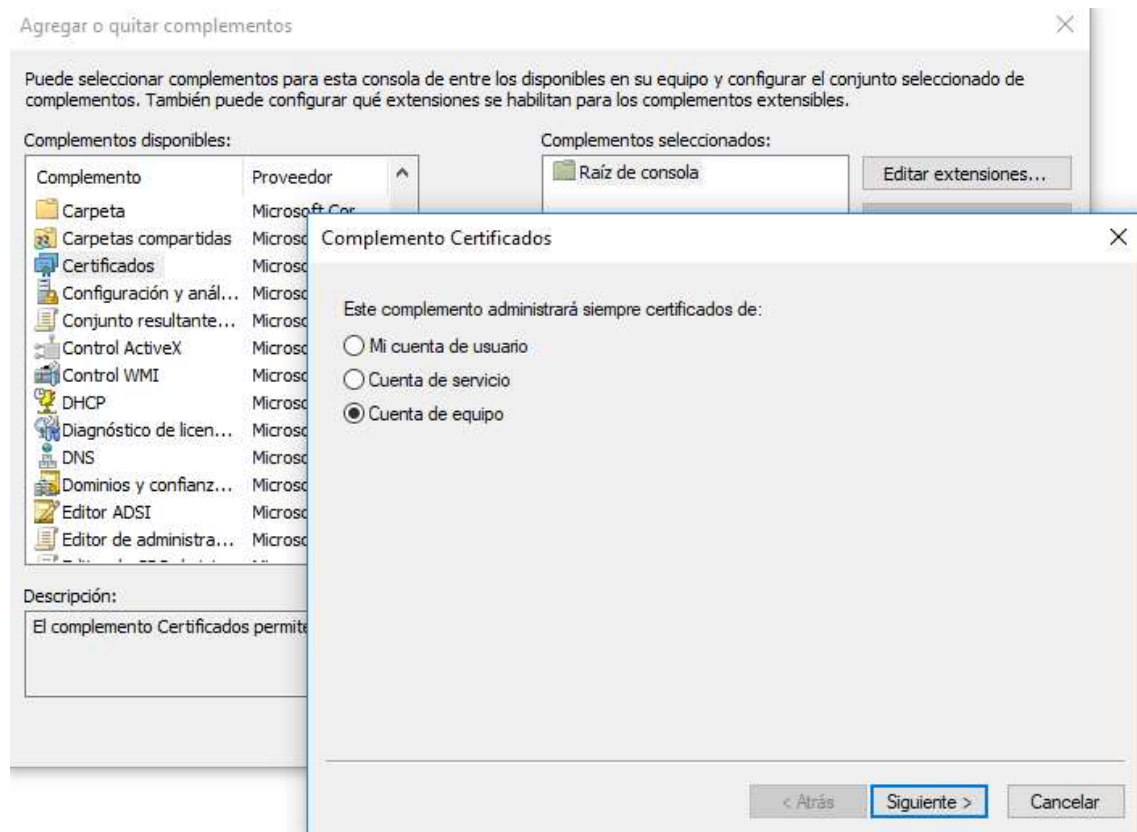 Agregar o quitar complementos
Puede seleccionar complementos para esta consola de entre los disponibles en su equipo y configurar el conjunto seleccionado de
complementos. También puede configurar qué extensiones se habilitan para los complementos extensibles.
Complementos disponibles:
Complementos seleccionados:
Complemento Proveedor
Raíz de consola
Editar extensiones...
Carpeta Microsoft Cor
Carpetas compartidas Microso
Certificados Microso
Configuración y anál... Microso
Conjunto resultante... Microso
Control ActiveX Microso
Control WMI Microso
DHCP Microso
Diagnóstico de licen... Microso
DNS Microso
Dominios y confianz... Microso
Editor ADSI Microso
Editor de administra... Microso
Descripción:
El complemento Certificados permite
Complemento Certificados
Este complemento administrará siempre certificados de:
Mi cuenta de usuario
Cuenta de servicio
Cuenta de equipo
< Atrás
Siguiente >
Cancelar